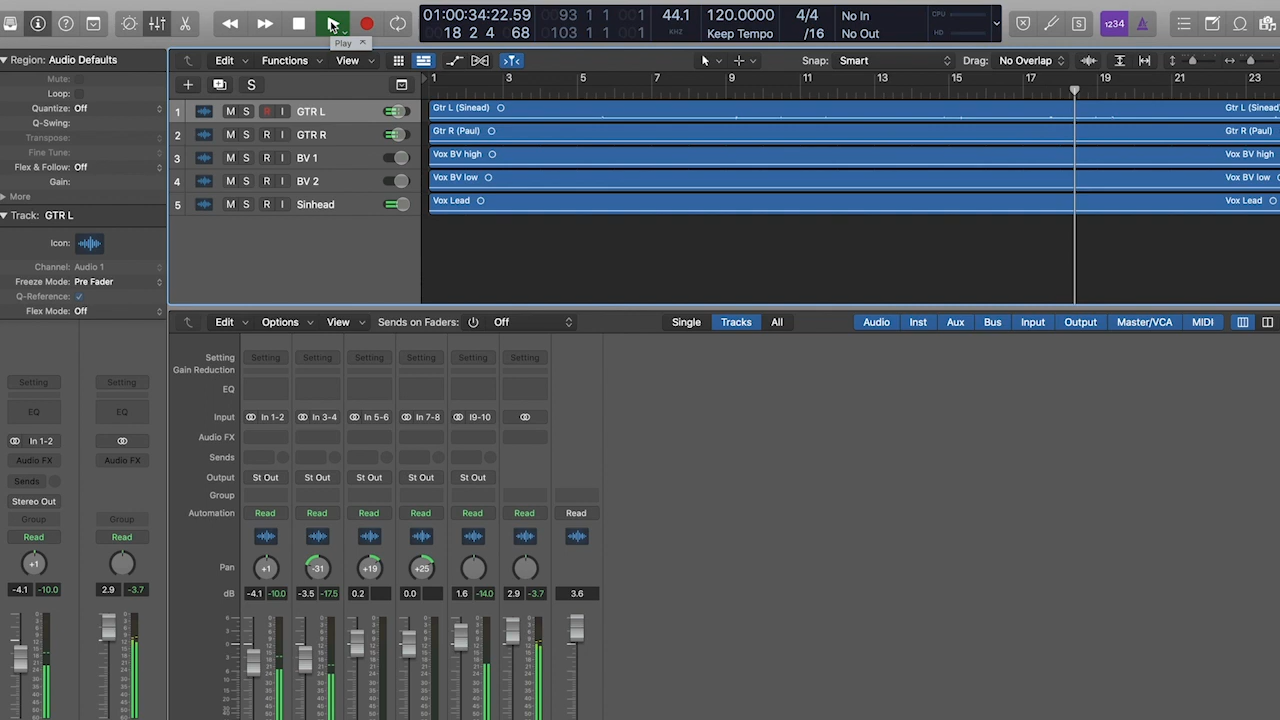 01:00:34:22.59
18 2 4 68
0093 1 1 001
0103 1 1 001
44.1
KHZ
120.0000
Keep Tempo
4/4
/16
No In
No Out
CPU
HD
1234
Play
Region: Audio Defaults
Mute:
Loop:
Quantize: Off
Q-Swing:
Transpose:
Fine Tune:
Flex & Follow: Off
Gain:
More
Track: GTR L
Icon:
Channel: Audio 1
Freeze Mode: Pre Fader
Q-Reference:
Flex Mode: Off
Edit Functions View Snap: Smart Drag: No Overlap
S
1 3 5 7 9 11 13 15 17 19 21 23
1 M S R I GTR L
2 M S R I GTR R
3 M S R I BV 1
4 M S R I BV 2
5 M S R I Sinhead
Gtr L (Sinead) Gtr L (Sinead)
Gtr R (Paul) Gtr R (Paul)
Vox BV high Vox BV high
Vox BV low Vox BV low
Vox Lead Vox Lead
Edit Options View Sends on Faders: Off Single Tracks All Audio Inst Aux Bus Input Output Master/VCA MIDI
Setting Setting Setting Setting Setting Setting Setting
Gain Reduction
EQ
Input In 1-2 In 3-4 In 5-6 In 7-8 I9-10
Audio FX
Sends
Output St Out St Out St Out St Out St Out
Group
Automation Read Read Read Read Read Read Read
Pan +1 -31 +19 +25
dB -4.1 -10.0 -3.5 -17.5 0.2 0.0 1.6 -14.0 2.9 -3.7 3.6
Setting Setting
EQ EQ
In 1-2
Audio FX Audio FX
Sends
Stereo Out
Group Group
Read Read
+1
-4.1 -10.0 2.9 -3.7